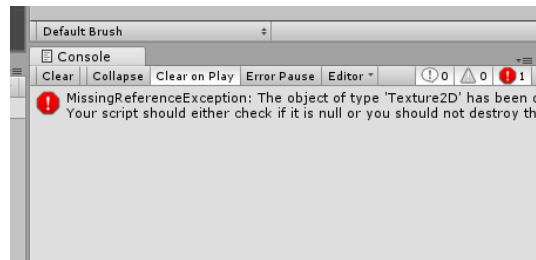 Default Brush
Console
Clear Collapse Clear on Play Error Pause Editor 0 0 1
MissingReferenceException: The object of type 'Texture2D' has been
Your script should either check if it is null or you should not destroy